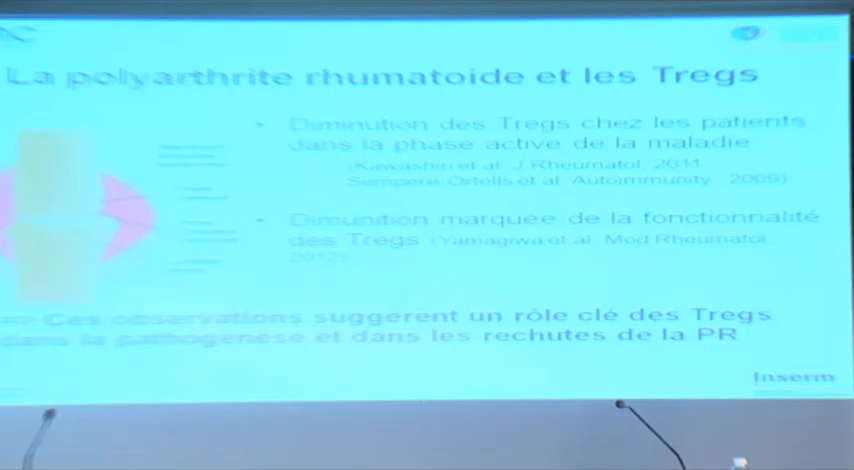 La polyarthrite rhumatoide et les Tregs
• Diminution des Tregs chez les patients
dans la phase active de la maladie
(Kawashiri et al. J Rheumatol. 2011,
Sempere-Ortells et al. Autoimmunity, 2009)
• Dimunition marquée de la fonctionnalité
des Tregs (Yamagiwa et al. Mod Rheumatol.
2012)
=> Ces observations suggerent un rôle clé des Tregs
dans la pathogenèse et dans les rechutes de la PR
Inserm